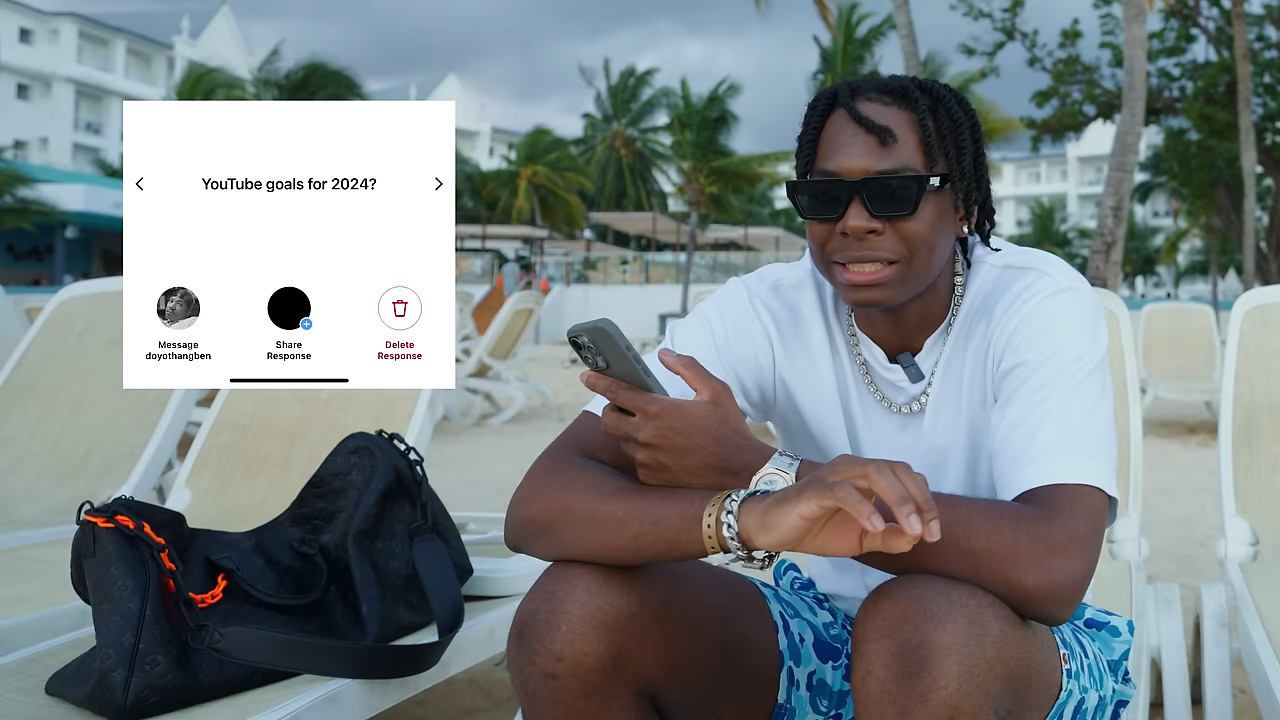 YouTube goals for 2024?
Message
doyothangben
Share
Response
Delete
Response